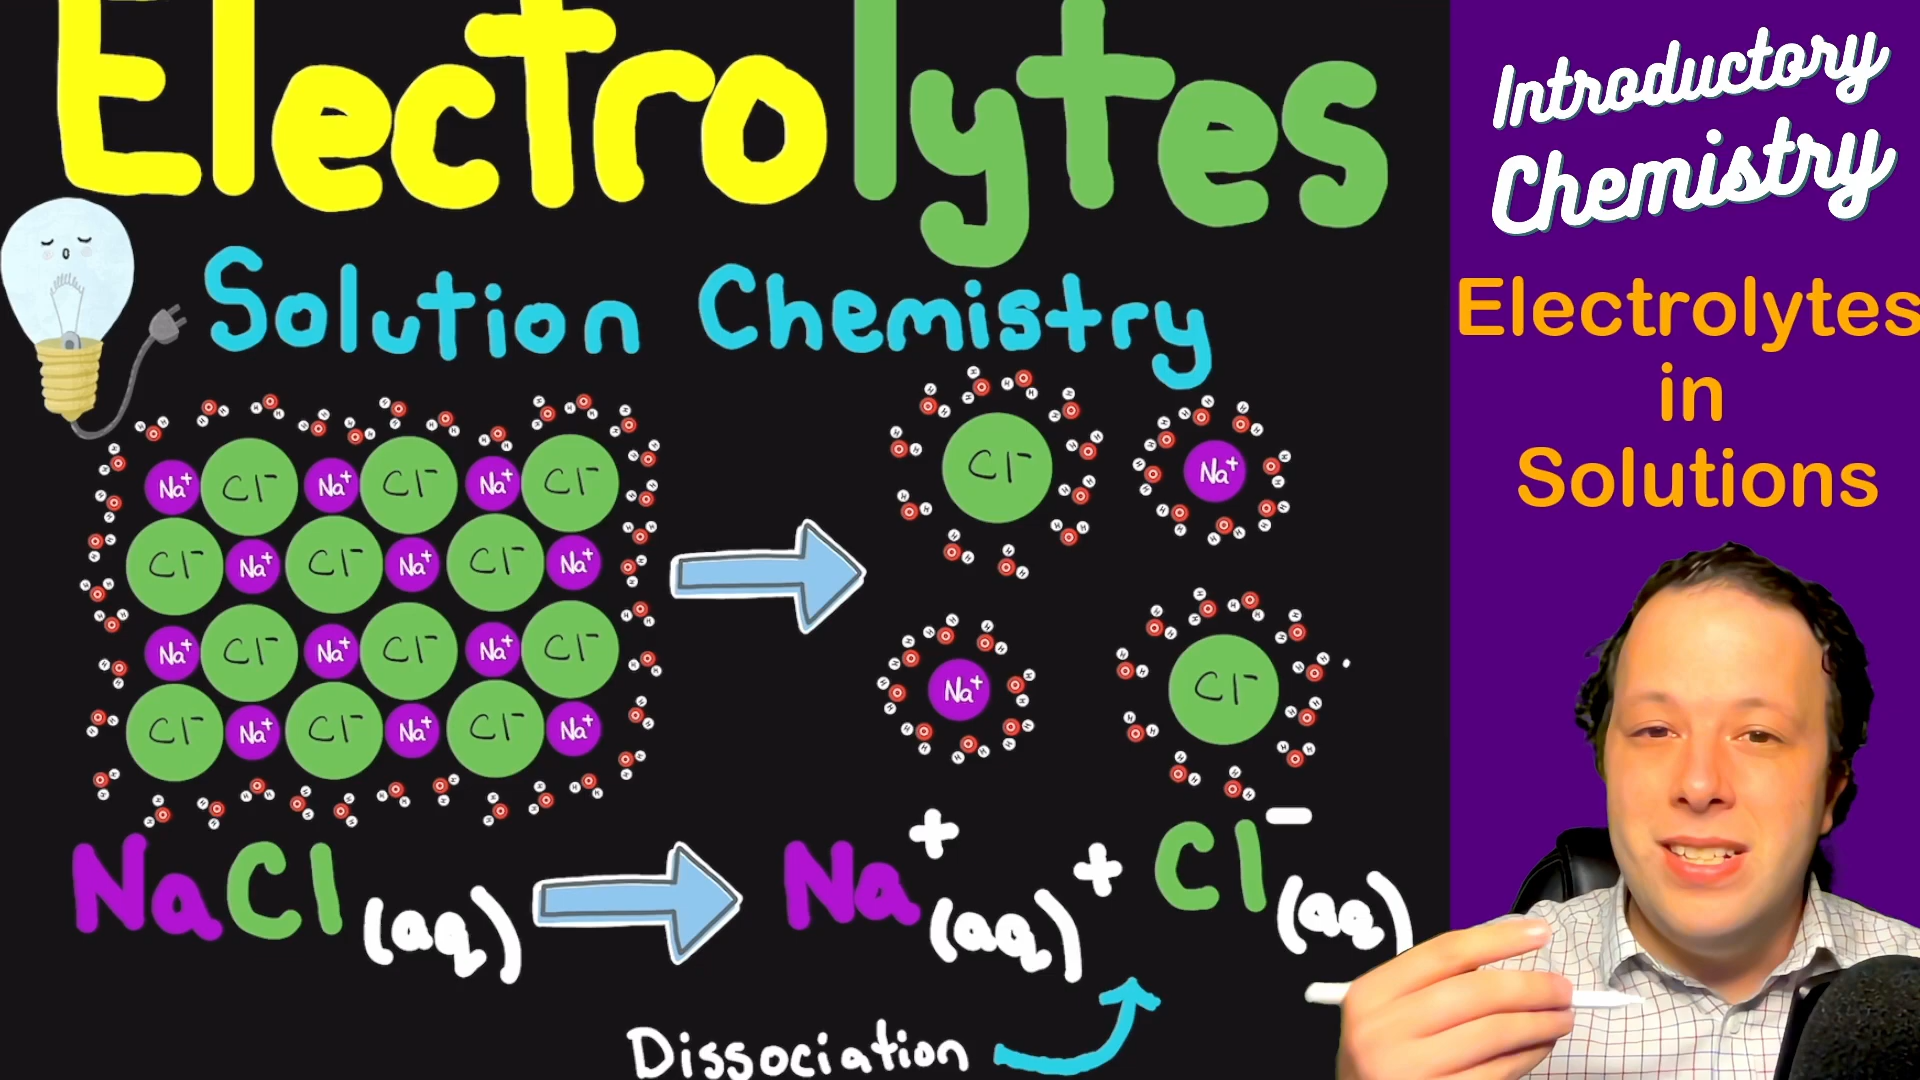 Electrolytes
Solution Chemistry
Na⁺ Cl⁻ Na⁺ Cl⁻ Na⁺ Cl⁻
Cl⁻ Na⁺ Cl⁻ Na⁺ Cl⁻ Na⁺
Na⁺ Cl⁻ Na⁺ Cl⁻ Na⁺ Cl⁻
Cl⁻ Na⁺ Cl⁻ Na⁺ Cl⁻ Na⁺
Cl⁻ Na⁺
Na⁺ Cl⁻
NaCl (aq) Na⁺ (aq) + Cl⁻ (aq)
Dissociation
Introductory
Chemistry
Electrolytes
in
Solutions